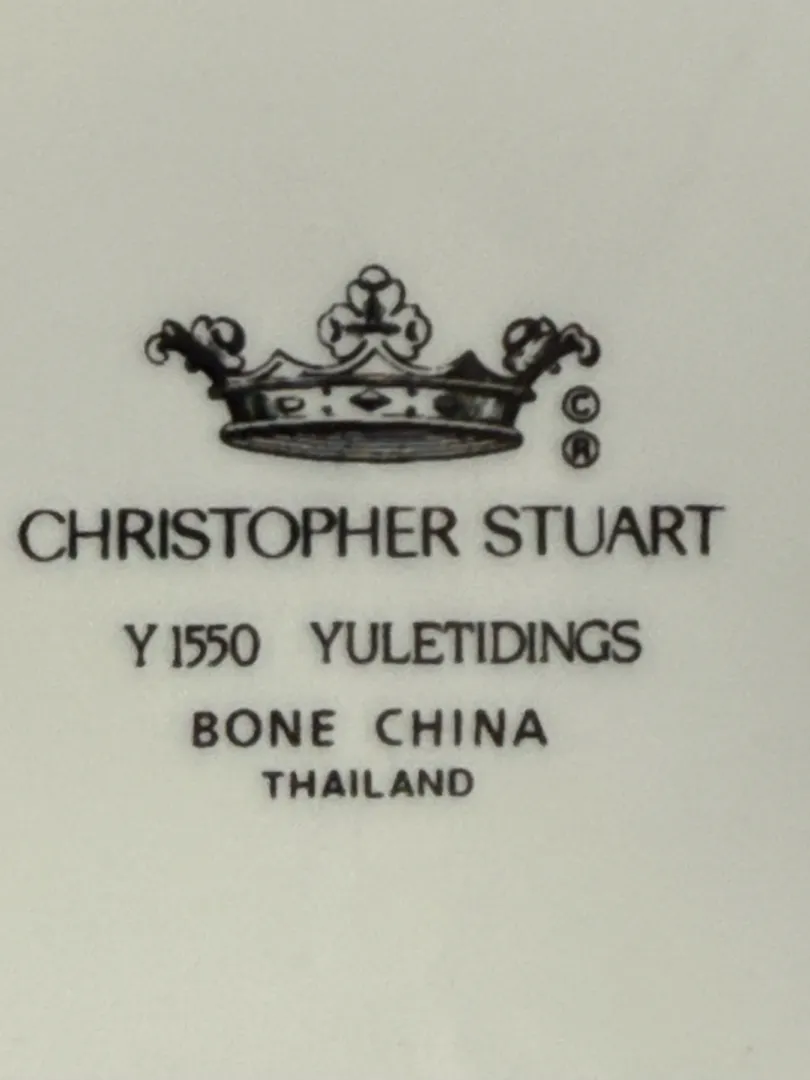 ©
®
CHRISTOPHER STUART
Y 1550 YULETIDINGS
BONE CHINA
THAILAND